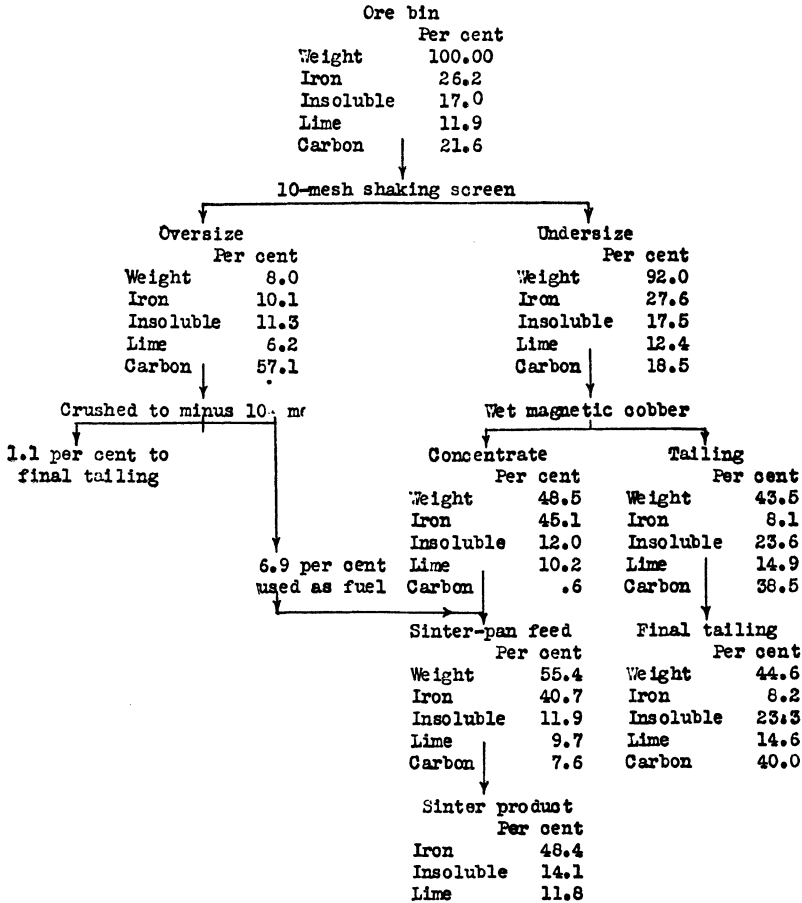 Ore bin
Per cent
Weight 100.00
Iron 26.2
Insoluble 17.0
Lime 11.9
Carbon 21.6
10-mesh shaking screen
Oversize
Per cent
Weight 8.0
Iron 10.1
Insoluble 11.3
Lime 6.2
Carbon 57.1
Crushed to minus 10
1.1 per cent to
final tailing
6.9 per cent
used as fuel
Undersize
Per cent
Weight 92.0
Iron 27.6
Insoluble 17.5
Lime 12.4
Carbon 18.5
Wet magnetic cobber
Concentrate
Per cent
Weight 48.5
Iron 45.1
Insoluble 12.0
Lime 10.2
Carbon .6
Tailing
Per cent
Weight 43.5
Iron 8.1
Insoluble 23.6
Lime 14.9
Carbon 38.5
Sinter-pan feed
Per cent
Weight 55.4
Iron 40.7
Insoluble 11.9
Lime 9.7
Carbon 7.6
Final tailing
Per cent
Weight 44.6
Iron 8.2
Insoluble 23.3
Lime 14.6
Carbon 40.0
Sinter product
Per cent
Iron 48.4
Insoluble 14.1
Lime 11.8